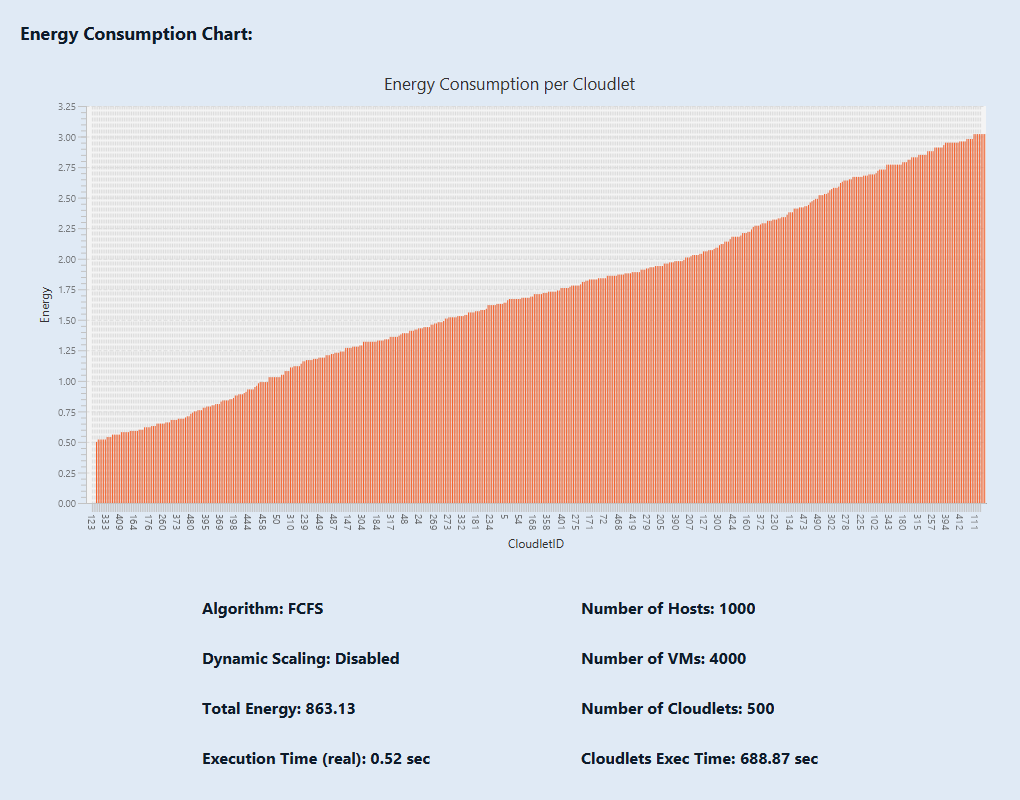 Energy Consumption Chart:
Energy Consumption per Cloudlet
3.25
3.00
2.75
2.50
2.25
2.00
1.75
1.50
1.25
1.00
0.75
0.50
0.25
0.00
Energy
123 333 409 164 176 260 373 480 395 369 198 444 458 50 310 239 449 487 147 304 184 317 48 24 269 273 332 181 234 5 54 168 358 401 275 171 72 468 419 279 205 390 207 127 300 424 160 372 230 134 473 490 302 278 225 102 343 180 315 257 394 412 111
CloudletID
Algorithm: FCFS
Number of Hosts: 1000
Dynamic Scaling: Disabled
Number of VMs: 4000
Total Energy: 863.13
Number of Cloudlets: 500
Execution Time (real): 0.52 sec
Cloudlets Exec Time: 688.87 sec